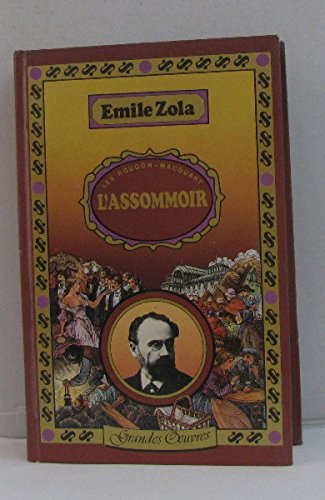 Emile Zola
LES ROUGON-MACQUART
L'ASSOMMOIR
Grandes Œuvres